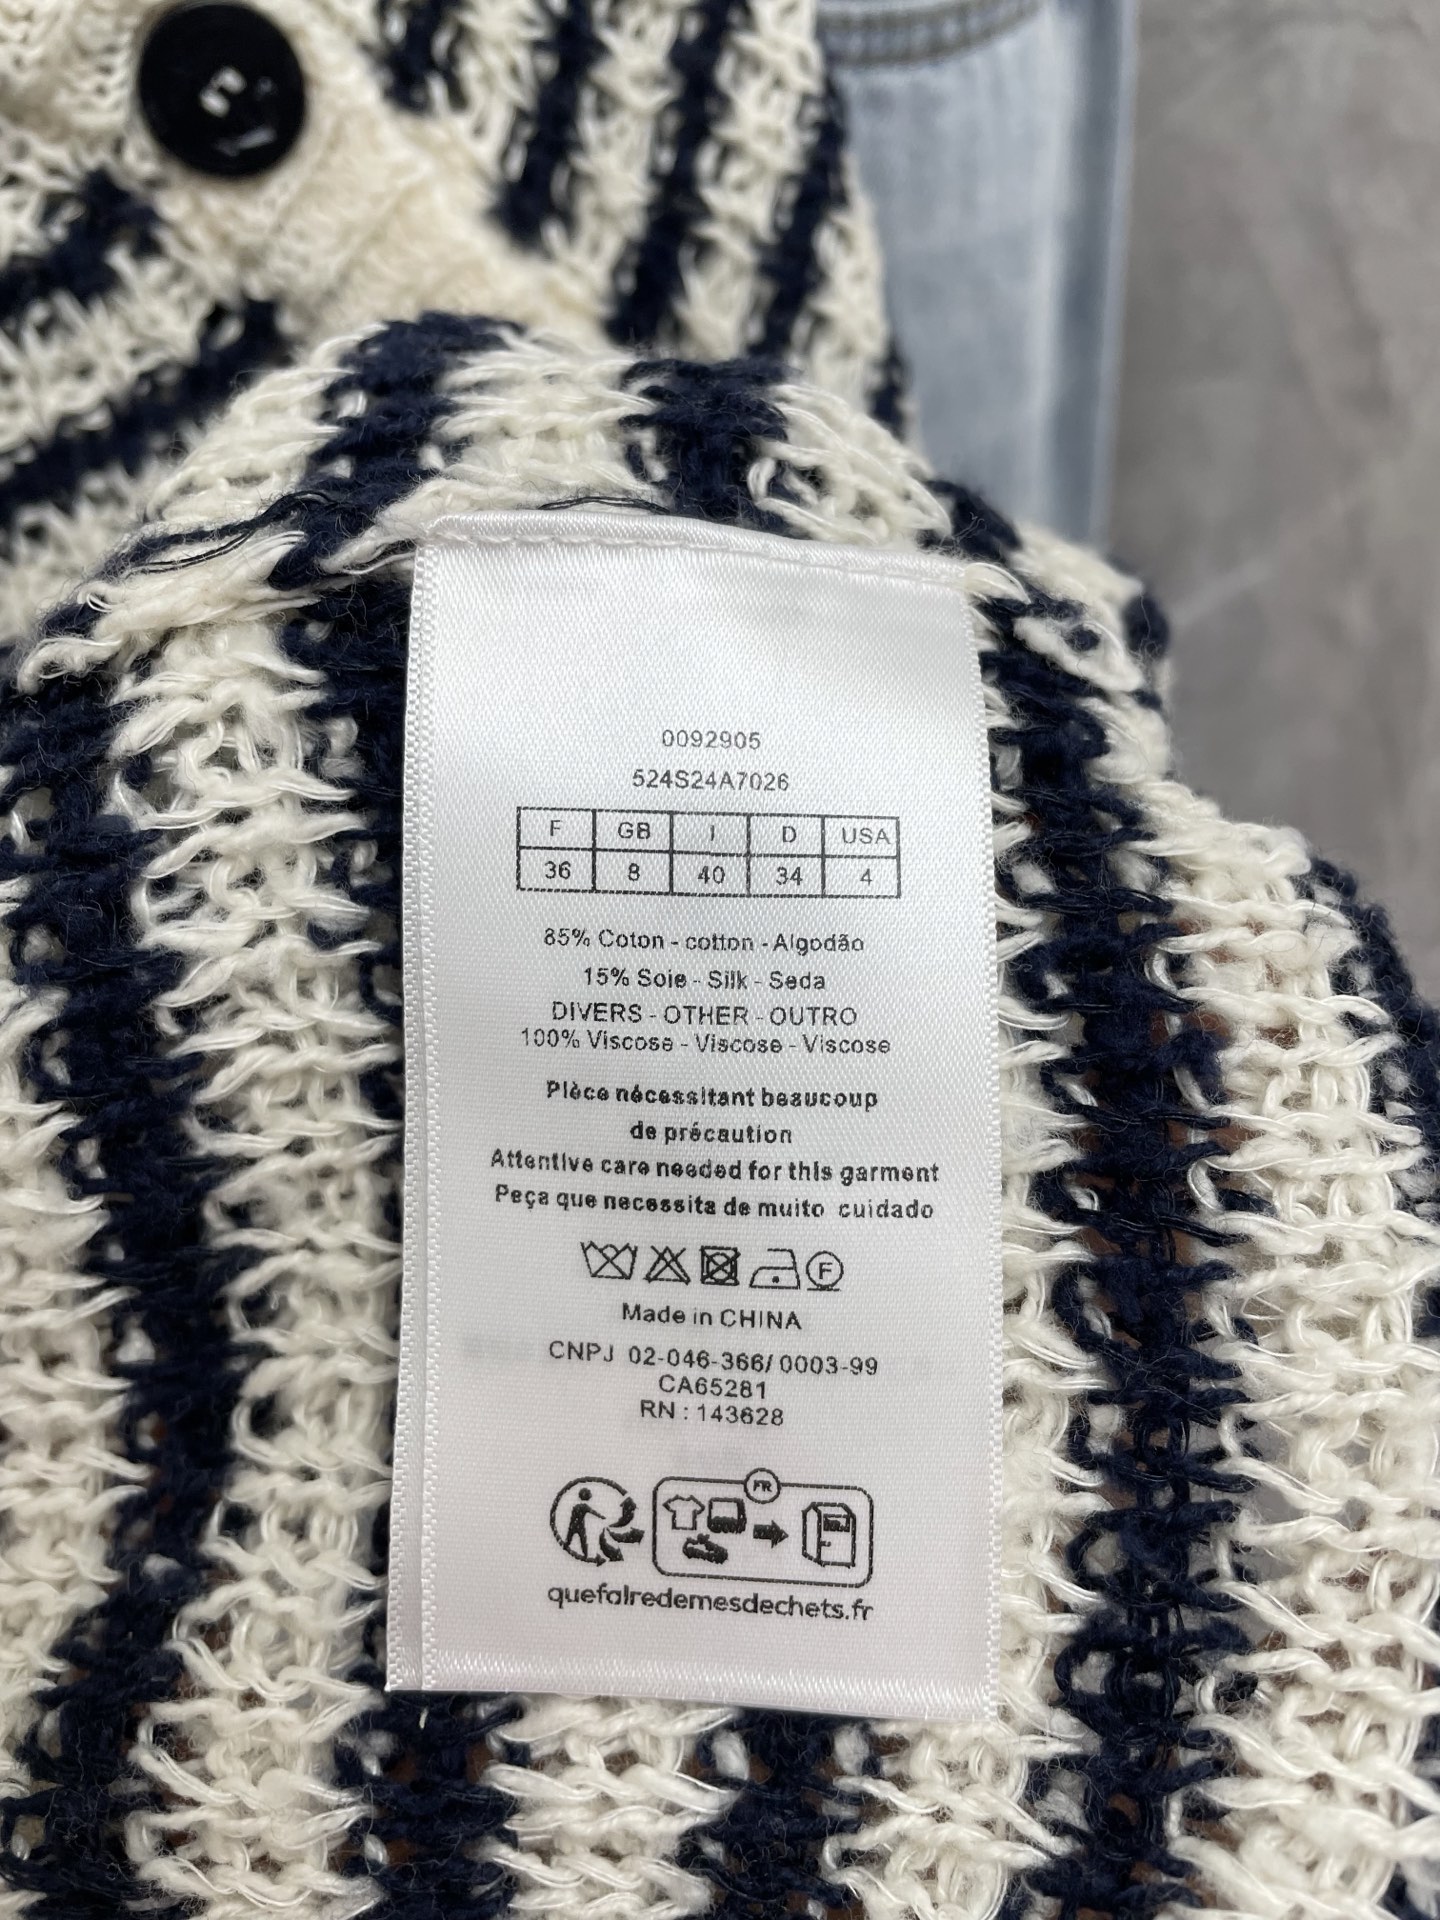 0092905
524S24A7026
F GB I D USA
36 8 40 34 4
85% Coton - cotton - Algodão
15% Soie - Silk - Seda
DIVERS - OTHER - OUTRO
100% Viscose - Viscose - Viscose
Pièce nécessitant beaucoup
de précaution
Attentive care needed for this garment
Peça que necessita de muito cuidado
F
Made in CHINA
CNPJ 02-046-366/ 0003-99
CA65281
RN : 143628
FR
quefairedemesdechets.fr